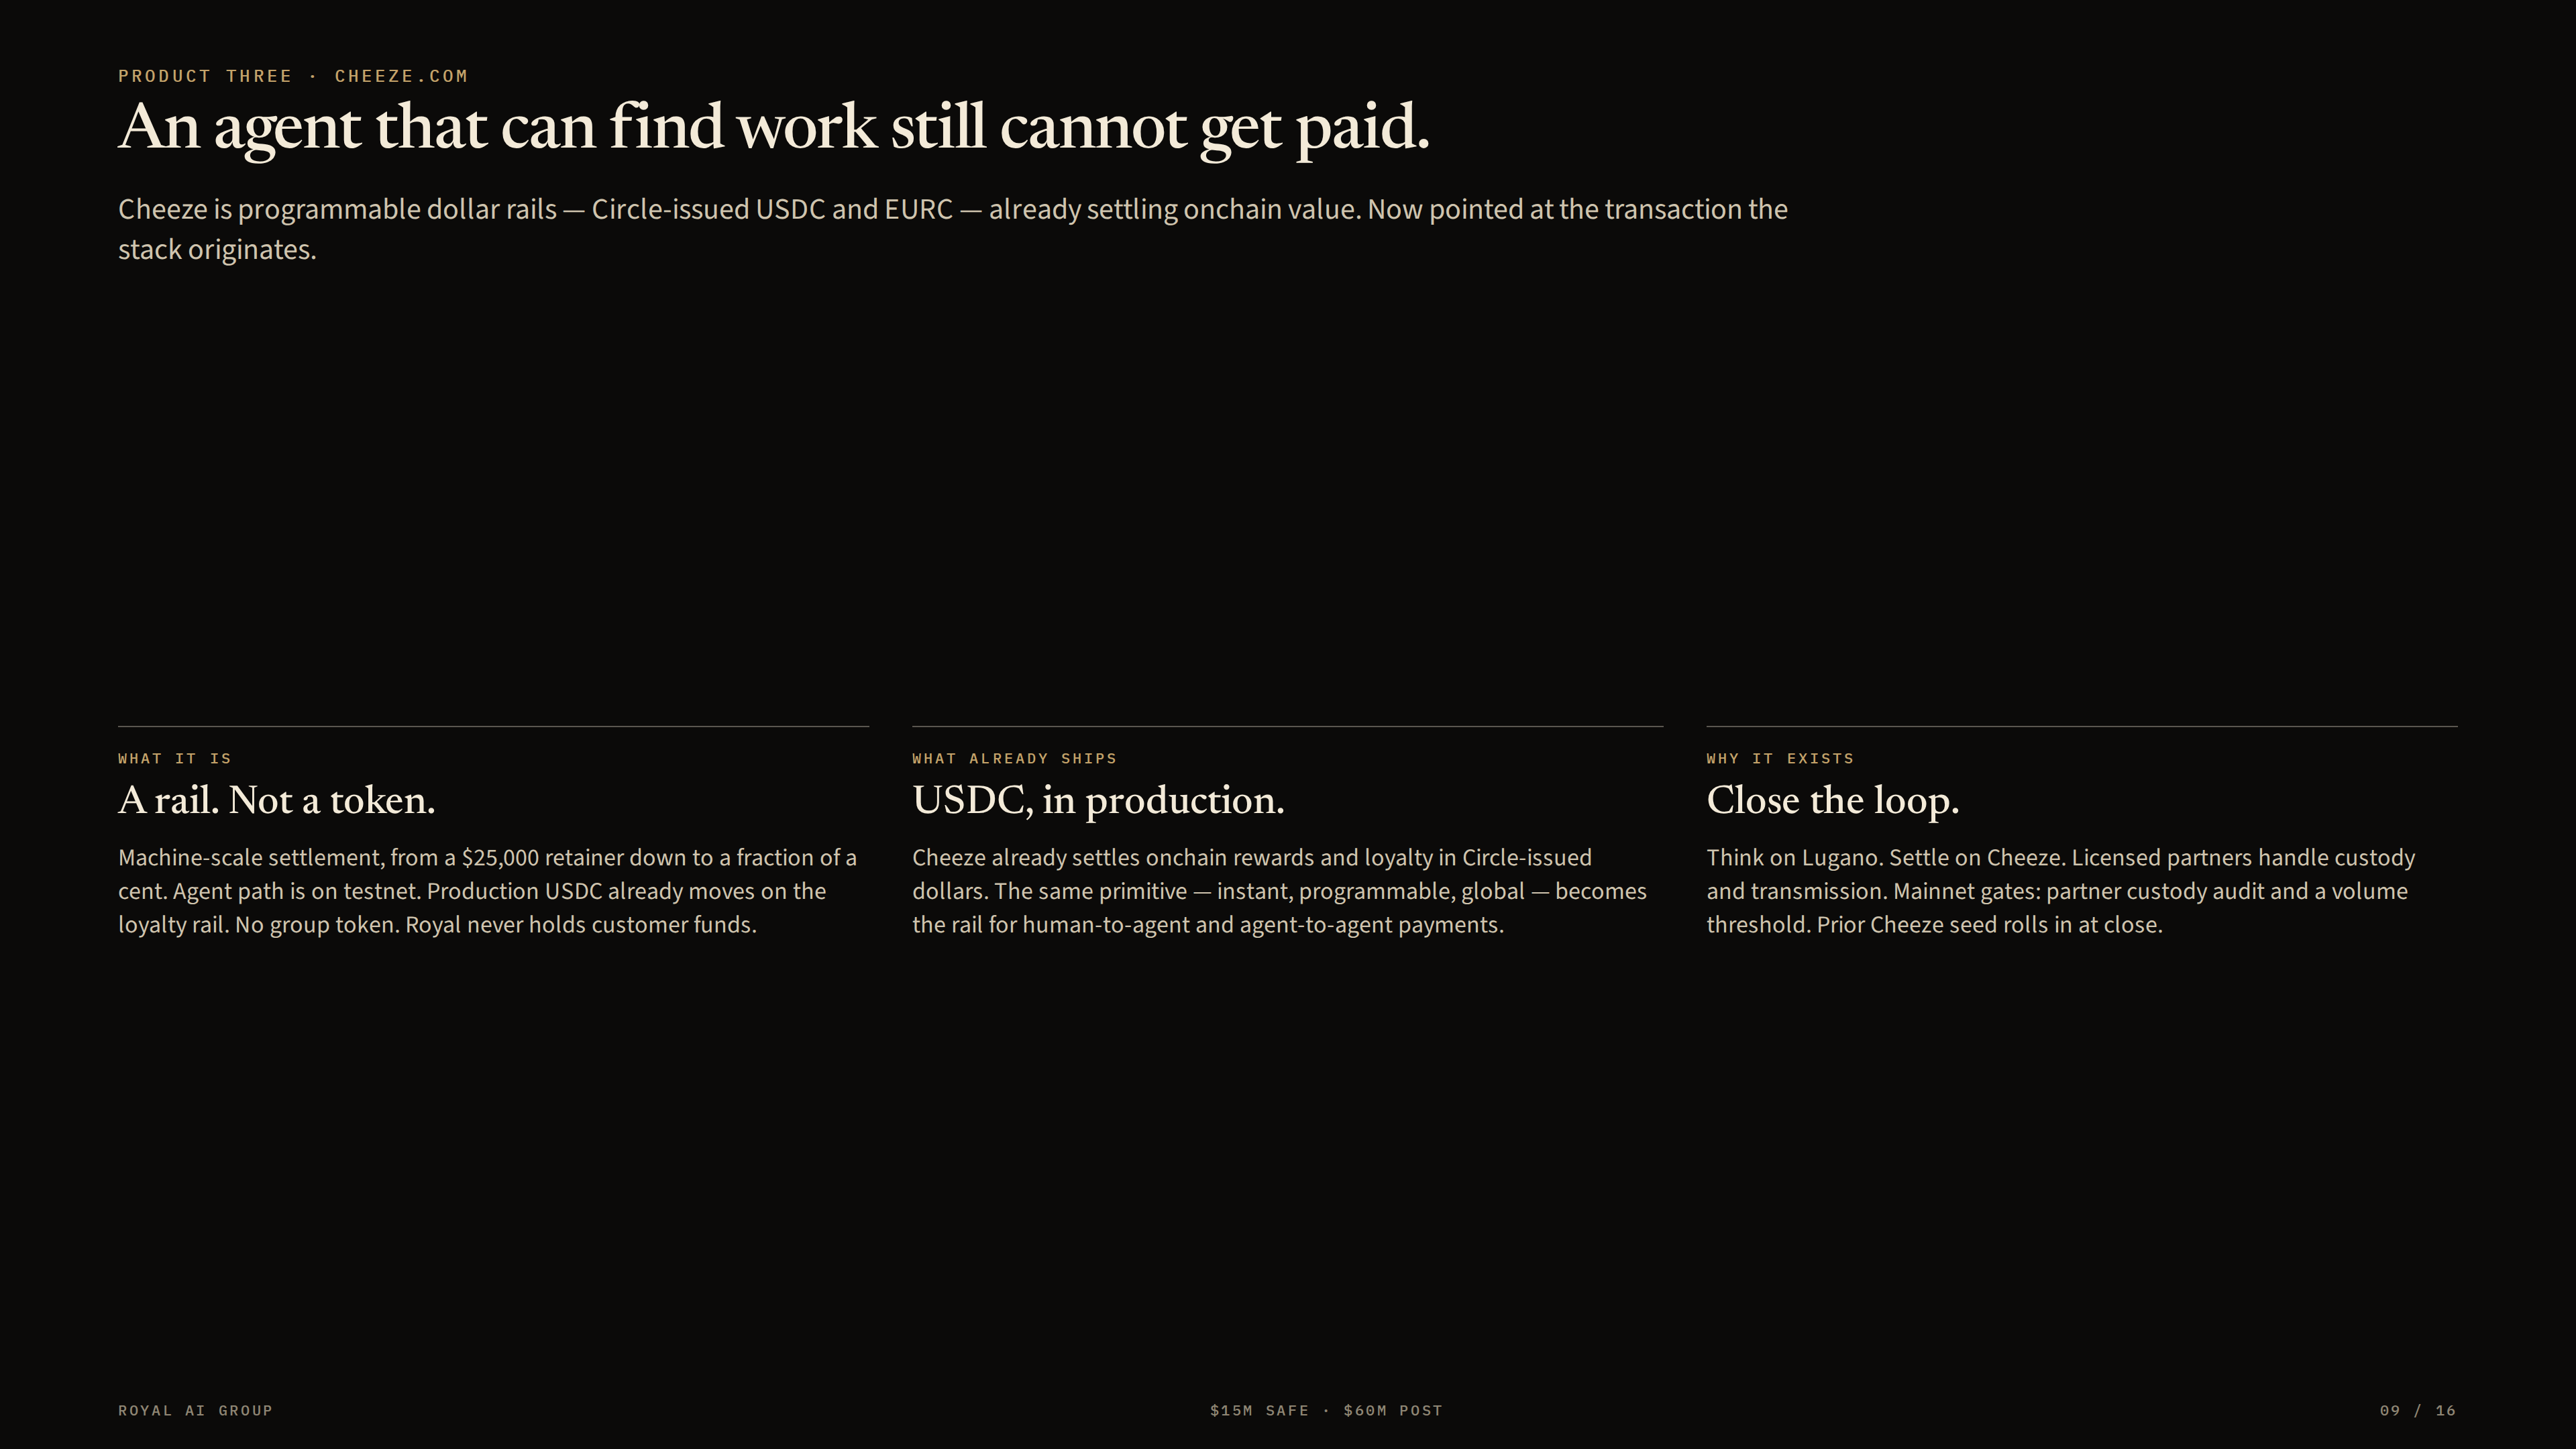 PRODUCT THREE · CHEEZE.COM
An agent that can find work still cannot get paid.
Cheeze is programmable dollar rails — Circle-issued USDC and EURC — already settling onchain value. Now pointed at the transaction the
stack originates.
WHAT IT IS
A rail. Not a token.
Machine-scale settlement, from a $25,000 retainer down to a fraction of a
cent. Agent path is on testnet. Production USDC already moves on the
loyalty rail. No group token. Royal never holds customer funds.
WHAT ALREADY SHIPS
USDC, in production.
Cheeze already settles onchain rewards and loyalty in Circle-issued
dollars. The same primitive — instant, programmable, global — becomes
the rail for human-to-agent and agent-to-agent payments.
WHY IT EXISTS
Close the loop.
Think on Lugano. Settle on Cheeze. Licensed partners handle custody
and transmission. Mainnet gates: partner custody audit and a volume
threshold. Prior Cheeze seed rolls in at close.
ROYAL AI GROUP
$15M SAFE · $60M POST
09 / 16